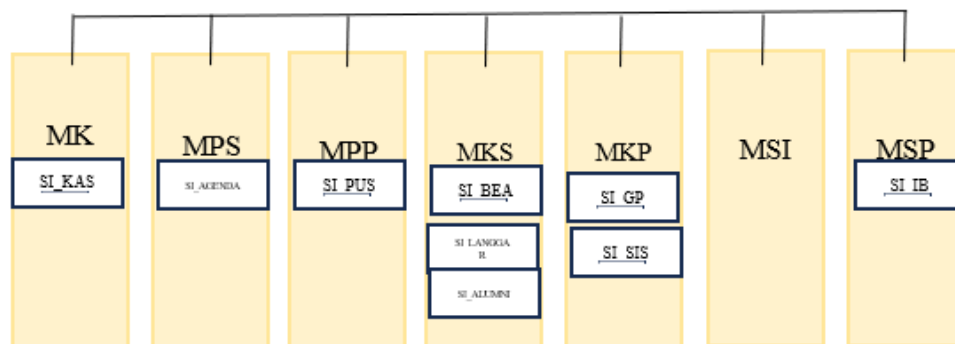 MK
SI_KAS
MPS
SI_AGENDA
MPP
SI_PUS
MKS
SI_BEA
SI_LANGGA
R
SI_ALUMNI
MKP
SI_GP
SI_SIS
MSI
MSP
SI_IB